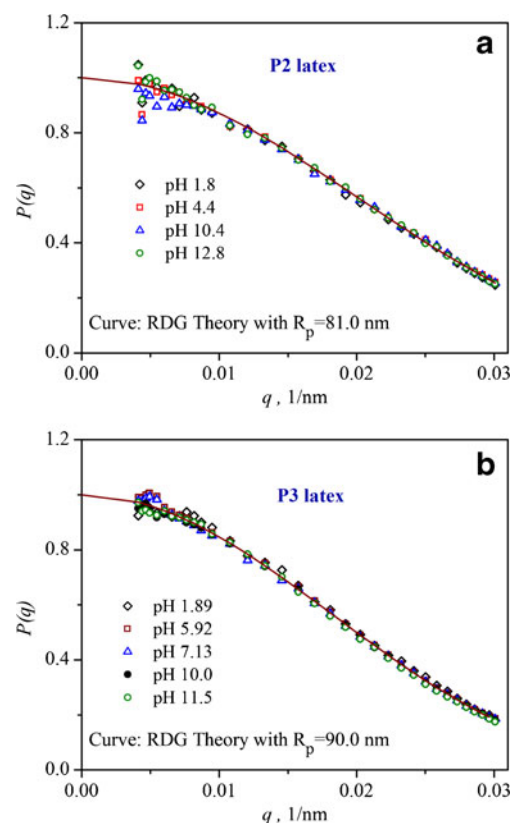 1.2
a
P2 latex
0.8
P(q)
pH 1.8
pH 4.4
0.4
pH 10.4
pH 12.8
Curve: RDG Theory with Rp=81.0 nm
0.0
0.00 0.01 0.02 0.03
q , 1/nm
1.2
b
P3 latex
0.8
P(q)
pH 1.89
pH 5.92
0.4
pH 7.13
pH 10.0
pH 11.5
Curve: RDG Theory with Rp=90.0 nm
0.0
0.00 0.01 0.02 0.03
q , 1/nm